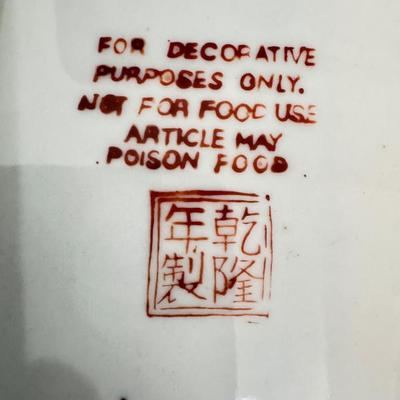 FOR DECORATIVE
PURPOSES ONLY.
NOT FOR FOOD USE
ARTICLE MAY
POISON FOOD
乾隆
年製